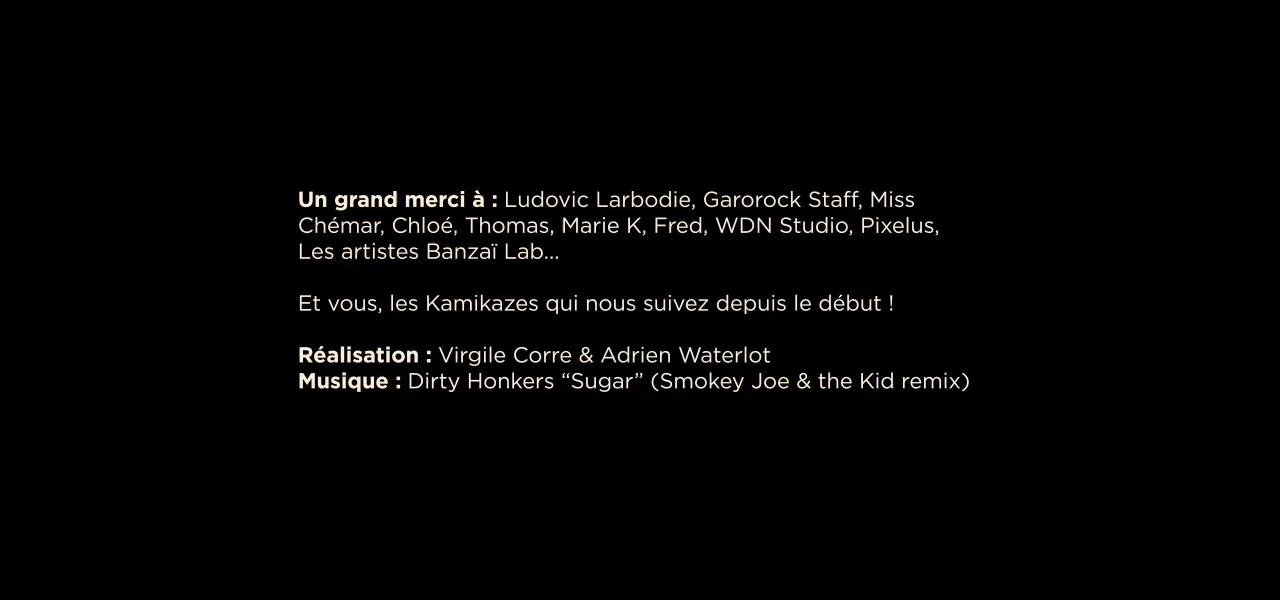 Un grand merci à : Ludovic Larbodie, Garorock Staff, Miss
Chémar, Chloé, Thomas, Marie K, Fred, WDN Studio, Pixelus,
Les artistes Banzaï Lab...
Et vous, les Kamikazes qui nous suivez depuis le début !
Réalisation : Virgile Corre & Adrien Waterlot
Musique : Dirty Honkers “Sugar” (Smokey Joe & the Kid remix)